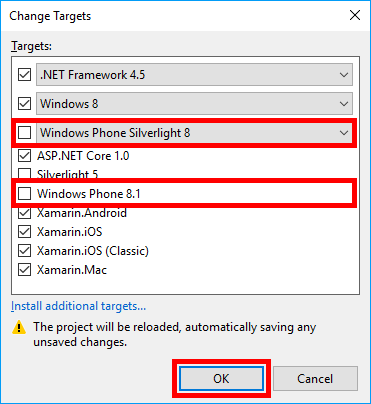 Change Targets
Targets:
.NET Framework 4.5
Windows 8
Windows Phone Silverlight 8
ASP.NET Core 1.0
Silverlight 5
Windows Phone 8.1
Xamarin.Android
Xamarin.iOS
Xamarin.iOS (Classic)
Xamarin.Mac
Install additional targets...
The project will be reloaded, automatically saving any
unsaved changes.
OK
Cancel